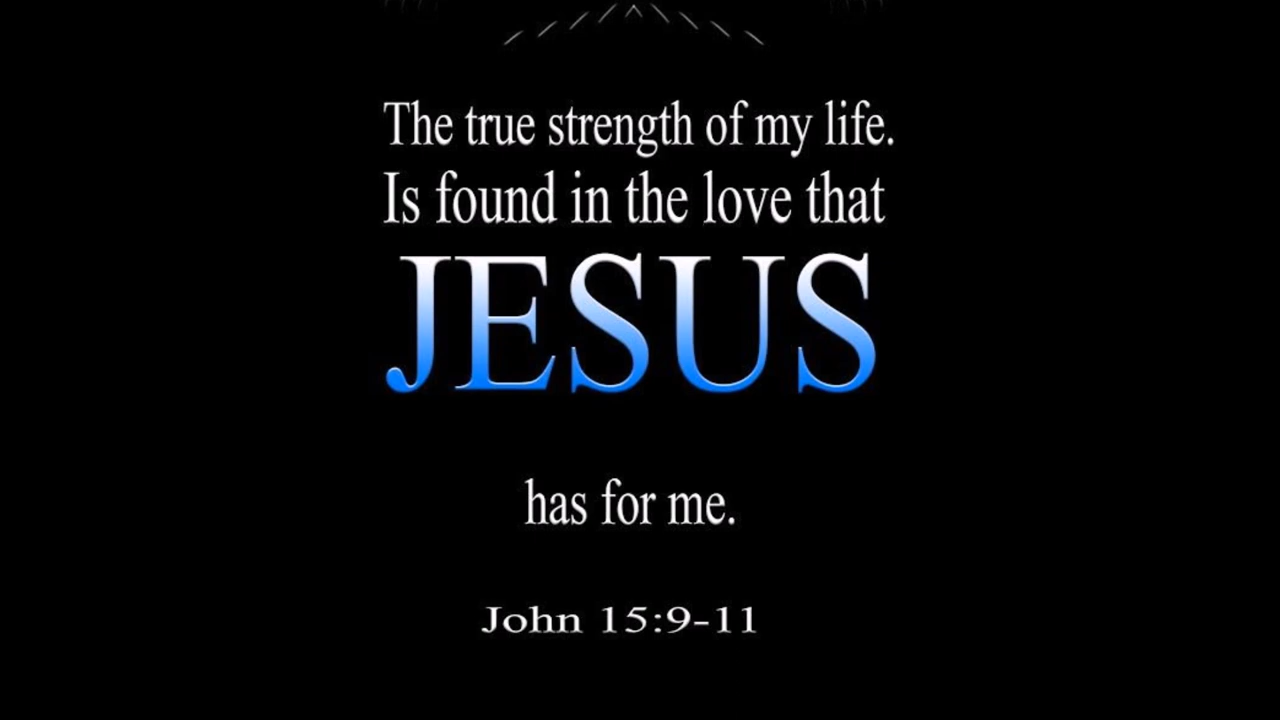 The true strength of my life.
Is found in the love that
JESUS
has for me.
John 15:9-11